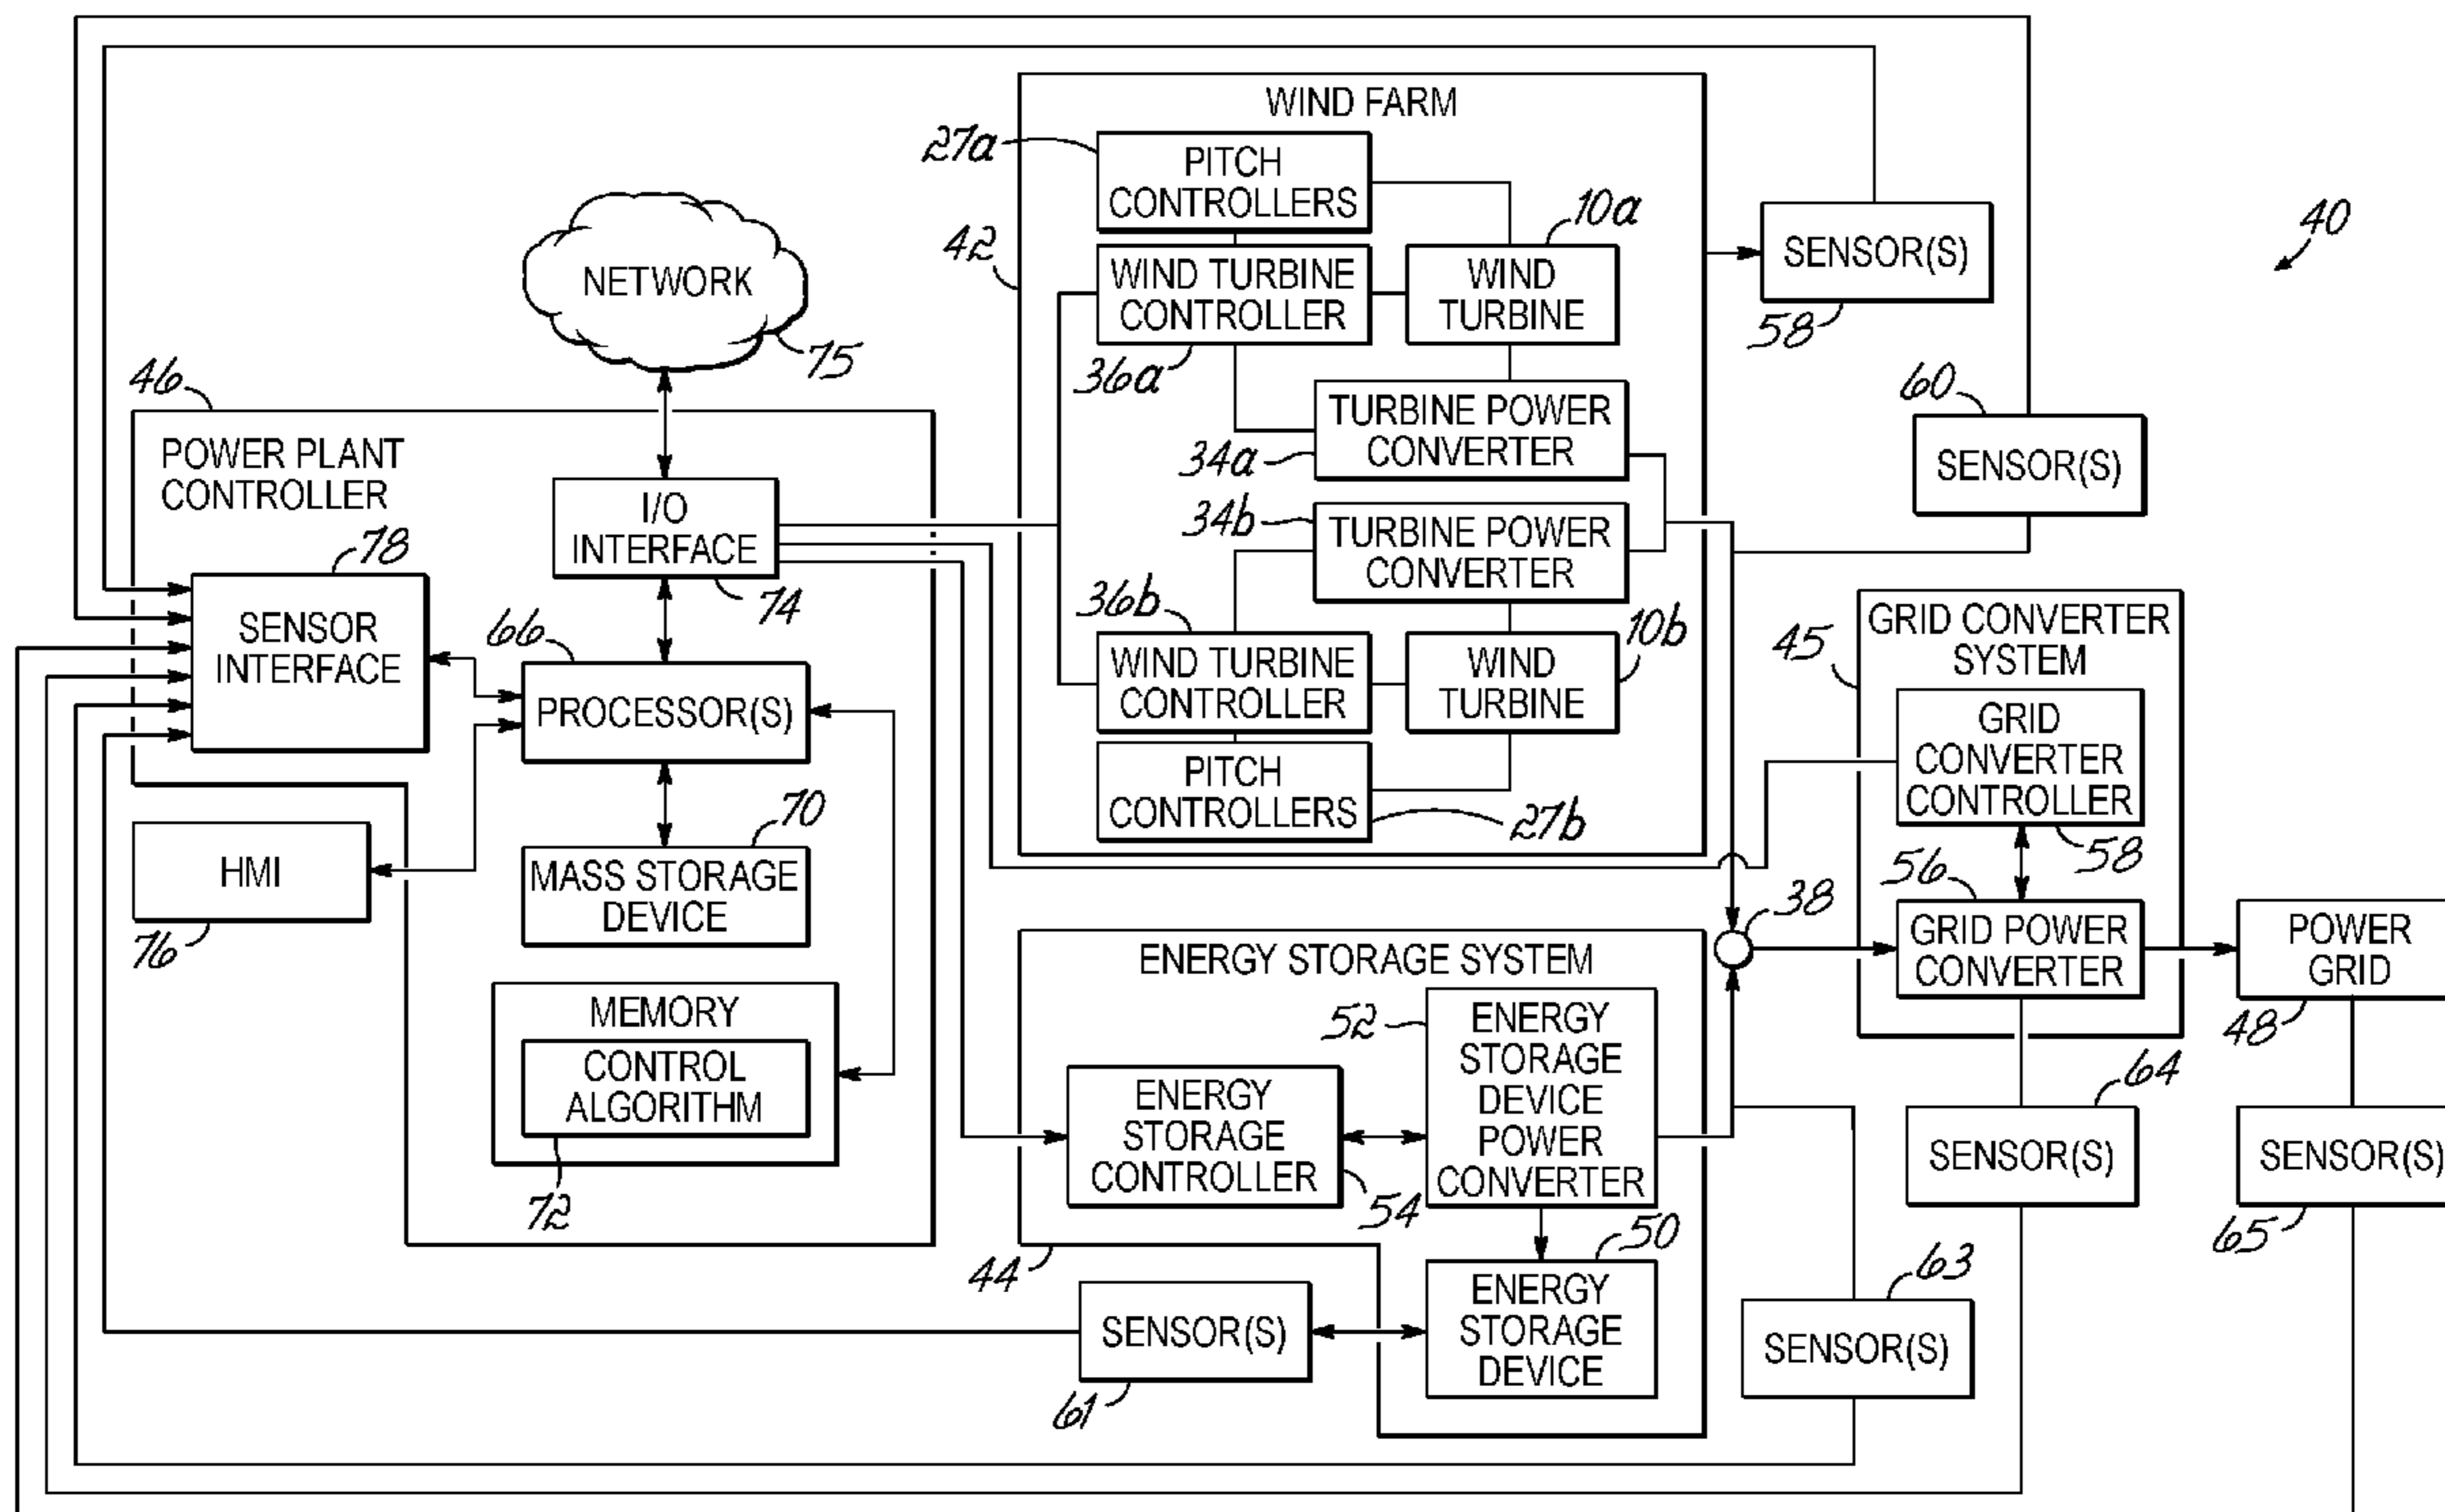 WIND FARM
27a
PITCH
CONTROLLERS
10a
42
WIND TURBINE
CONTROLLER
WIND
TURBINE
36a
SENSOR(S)
58
40
NETWORK
75
TURBINE POWER
CONVERTER
34a
60
SENSOR(S)
46
POWER PLANT
CONTROLLER
I/O
INTERFACE
74
34b
TURBINE POWER
CONVERTER
78
SENSOR
INTERFACE
66
PROCESSOR(S)
36b
WIND TURBINE
CONTROLLER
10b
WIND
TURBINE
PITCH
CONTROLLERS
27b
45
GRID CONVERTER
SYSTEM
GRID
CONVERTER
CONTROLLER
58
56
GRID POWER
CONVERTER
38
POWER
GRID
48
HMI
76
70
MASS STORAGE
DEVICE
MEMORY
CONTROL
ALGORITHM
72
ENERGY STORAGE SYSTEM
52
ENERGY
STORAGE
DEVICE
POWER
CONVERTER
ENERGY
STORAGE
CONTROLLER
54
44
50
ENERGY
STORAGE
DEVICE
SENSOR(S)
61
63
SENSOR(S)
64
SENSOR(S)
SENSOR(S)
65